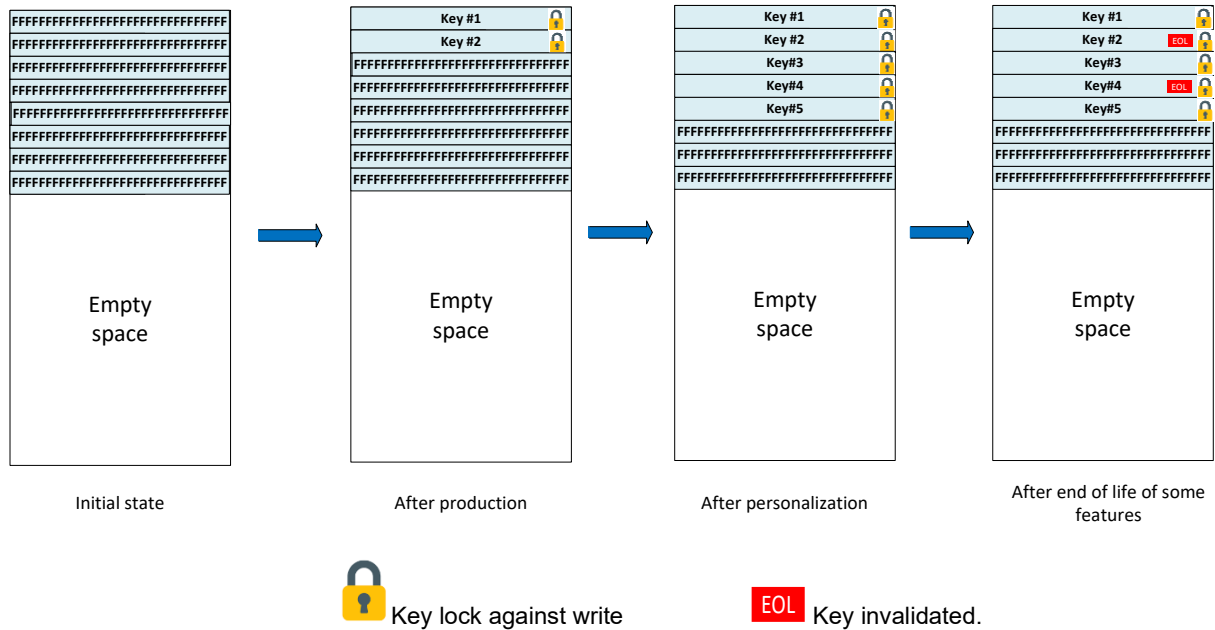 FFFFFFFFFFFFFFFFFFFFFFFFFFFFFFFF
FFFFFFFFFFFFFFFFFFFFFFFFFFFFFFFF
FFFFFFFFFFFFFFFFFFFFFFFFFFFFFFFF
FFFFFFFFFFFFFFFFFFFFFFFFFFFFFFFF
FFFFFFFFFFFFFFFFFFFFFFFFFFFFFFFF
FFFFFFFFFFFFFFFFFFFFFFFFFFFFFFFF
FFFFFFFFFFFFFFFFFFFFFFFFFFFFFFFF
FFFFFFFFFFFFFFFFFFFFFFFFFFFFFFFF
Empty
space
Initial state
Key #1
Key #2
FFFFFFFFFFFFFFFFFFFFFFFFFFFFFFFF
FFFFFFFFFFFFFFFFFFFFFFFFFFFFFFFF
FFFFFFFFFFFFFFFFFFFFFFFFFFFFFFFF
FFFFFFFFFFFFFFFFFFFFFFFFFFFFFFFF
FFFFFFFFFFFFFFFFFFFFFFFFFFFFFFFF
FFFFFFFFFFFFFFFFFFFFFFFFFFFFFFFF
Empty
space
After production
Key #1
Key #2
Key#3
Key#4
Key#5
FFFFFFFFFFFFFFFFFFFFFFFFFFFFFFFF
FFFFFFFFFFFFFFFFFFFFFFFFFFFFFFFF
FFFFFFFFFFFFFFFFFFFFFFFFFFFFFFFF
Empty
space
After personalization
Key #1
Key #2 EOL
Key#3
Key#4 EOL
Key#5
FFFFFFFFFFFFFFFFFFFFFFFFFFFFFFFF
FFFFFFFFFFFFFFFFFFFFFFFFFFFFFFFF
FFFFFFFFFFFFFFFFFFFFFFFFFFFFFFFF
Empty
space
After end of life of some
features
Key lock against write
EOL Key invalidated.